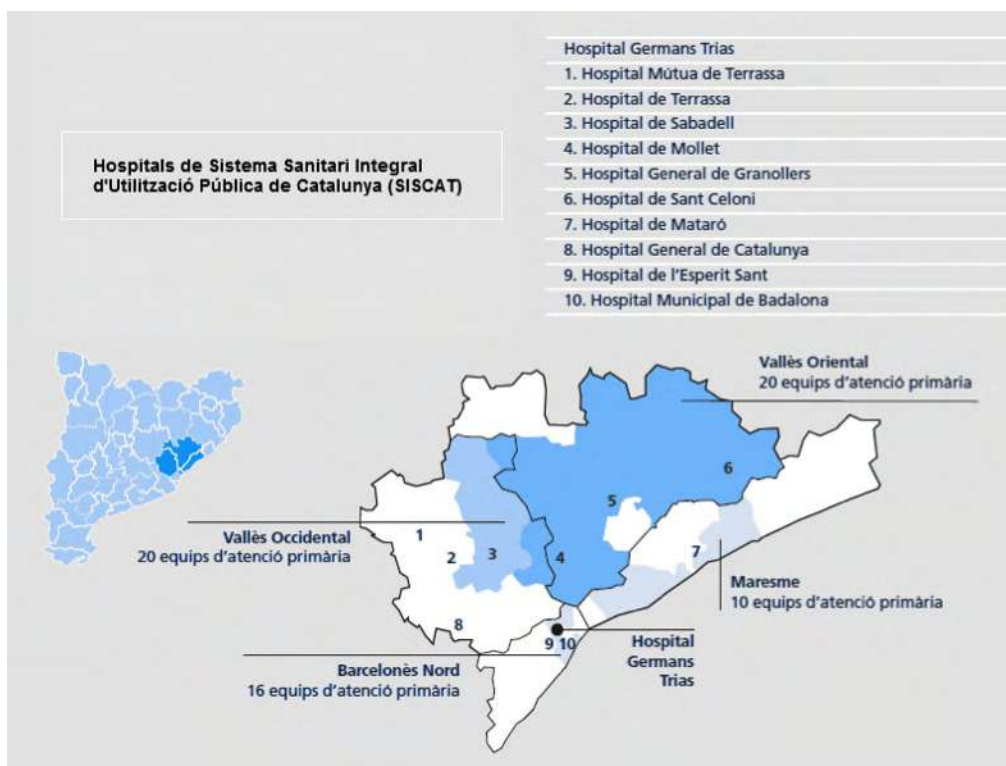 Hospital Germans Trias
1. Hospital Mútua de Terrassa
2. Hospital de Terrassa
3. Hospital de Sabadell
4. Hospital de Mollet
5. Hospital General de Granollers
6. Hospital de Sant Celoni
7. Hospital de Mataró
8. Hospital General de Catalunya
9. Hospital de l'Esperit Sant
10. Hospital Municipal de Badalona
Hospitals de Sistema Sanitari Integral
d'Utilització Pública de Catalunya (SISCAT)
Vallès Oriental
20 equips d'atenció primària
6
5
1
2
3
4
7
Vallès Occidental
20 equips d'atenció primària
Maresme
10 equips d'atenció primària
8
9
10
Hospital
Germans
Trias
Barcelonès Nord
16 equips d'atenció primària